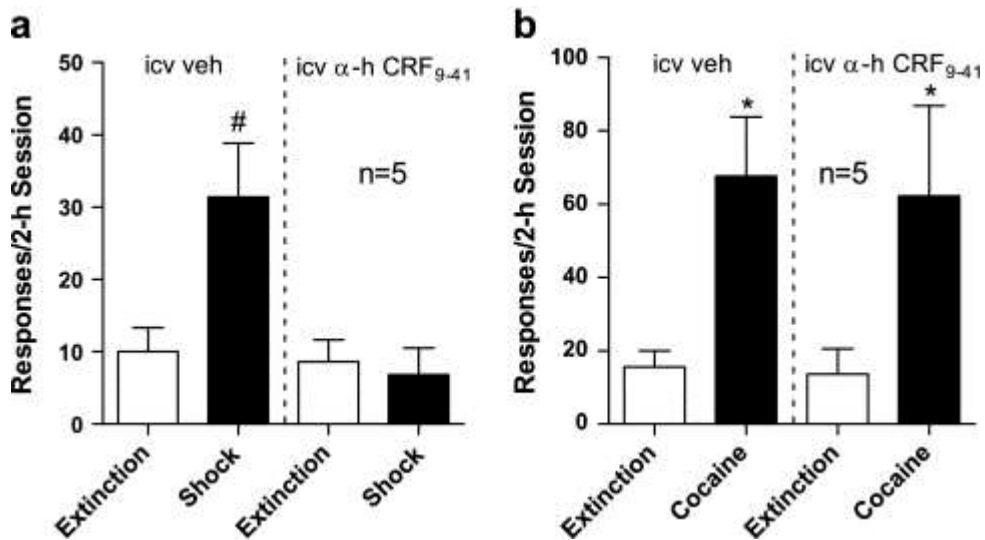 a
icv veh
icv α-h CRF9-41
#
n=5
Responses/2-h Session
50
40
30
20
10
0
Extinction
Shock
Extinction
Shock
b
icv veh
icv α-h CRF9-41
*
*
n=5
Responses/2-h Session
100
80
60
40
20
0
Extinction
Cocaine
Extinction
Cocaine